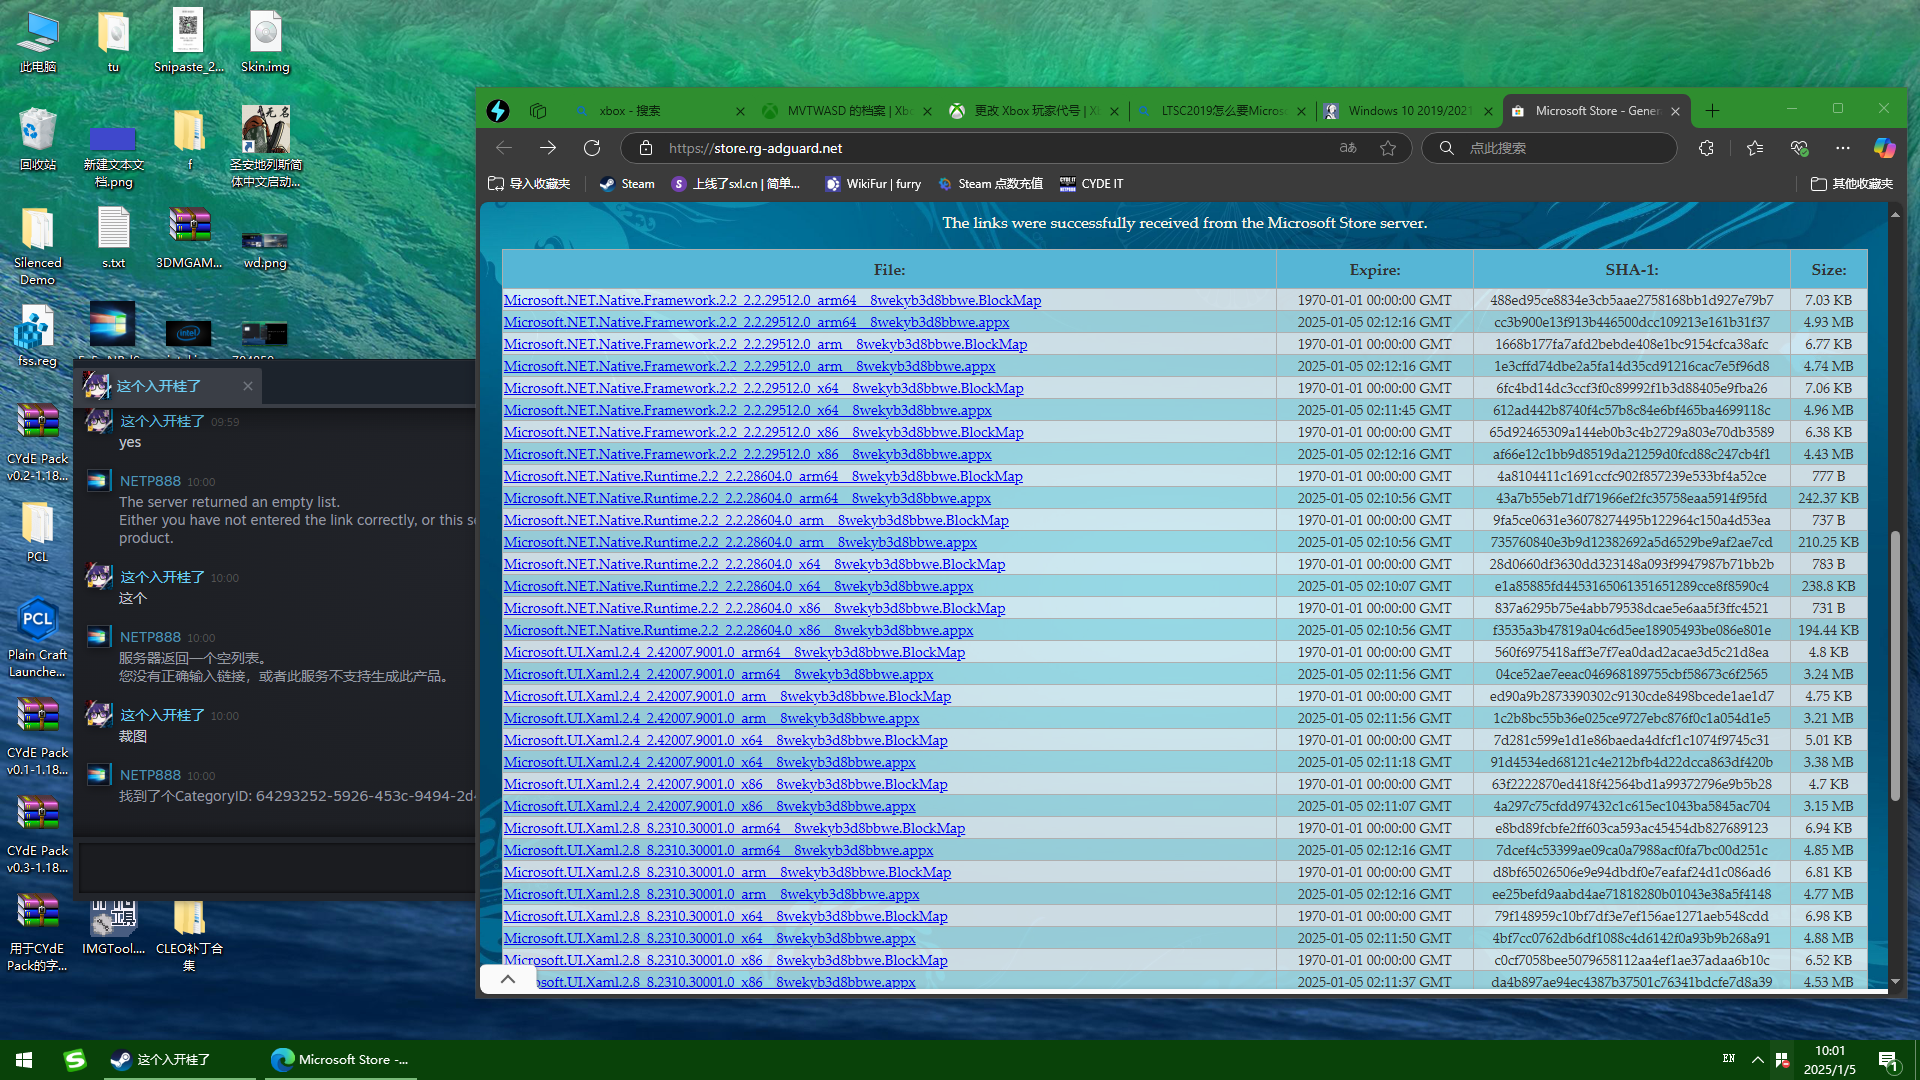 此电脑
tu
Snipaste_2...
Skin.img
回收站
新建文本文
档.png
f
圣安地列斯简
体中文启动...
Silenced
Demo
s.txt
3DMGAM...
wd.png
fss.reg
CYdE Pack
v0.2-1.18...
PCL
Plain Craft
Launche...
CYdE Pack
v0.1-1.18...
CYdE Pack
v0.3-1.18...
用于CYdE
Pack的字...
IMGTool....
CLEO补丁合
集
这个入开桂了
这个入开桂了 09:59
yes
NETP888 10:00
The server returned an empty list.
Either you have not entered the link correctly, or this se
product.
这个入开桂了 10:00
这个
NETP888 10:00
服务器返回一个空列表。
您没有正确输入链接，或者此服务不支持生成此产品。
这个入开桂了 10:00
裁图
NETP888 10:00
找到了个CategoryID: 64293252-5926-453c-9494-2d
xbox - 搜索
MVTWASD 的档案 | Xbo
更改 Xbox 玩家代号 | X
LTSC2019怎么要Micros
Windows 10 2019/2021
Microsoft Store - Gener
https://store.rg-adguard.net
点此搜索
导入收藏夹
Steam
上线了sxl.cn | 简单...
WikiFur | furry
Steam 点数充值
CYDE IT
其他收藏夹
The links were successfully received from the Microsoft Store server.
File: Expire: SHA-1: Size:
Microsoft.NET.Native.Framework.2.2_2.2.29512.0_arm64__8wekyb3d8bbwe.BlockMap 1970-01-01 00:00:00 GMT 488ed95ce8834e3cb5aae2758168bb1d927e79b7 7.03 KB
Microsoft.NET.Native.Framework.2.2_2.2.29512.0_arm64__8wekyb3d8bbwe.appx 2025-01-05 02:12:16 GMT cc3b900e13f913b446500dcc109213e161b31f37 4.93 MB
Microsoft.NET.Native.Framework.2.2_2.2.29512.0_arm__8wekyb3d8bbwe.BlockMap 1970-01-01 00:00:00 GMT 1668b177fa7afd2bebde408e1bc9154cfca38afc 6.77 KB
Microsoft.NET.Native.Framework.2.2_2.2.29512.0_arm__8wekyb3d8bbwe.appx 2025-01-05 02:12:16 GMT 1e3cffd74dbe2a5fa14d35cd91216cac7e5f96d8 4.74 MB
Microsoft.NET.Native.Framework.2.2_2.2.29512.0_x64__8wekyb3d8bbwe.BlockMap 1970-01-01 00:00:00 GMT 6fc4bd14dc3ccf3f0c89992f1b3d88405e9fba26 7.06 KB
Microsoft.NET.Native.Framework.2.2_2.2.29512.0_x64__8wekyb3d8bbwe.appx 2025-01-05 02:11:45 GMT 612ad442b8740f4c57b8c84e6bf465ba4699118c 4.96 MB
Microsoft.NET.Native.Framework.2.2_2.2.29512.0_x86__8wekyb3d8bbwe.BlockMap 1970-01-01 00:00:00 GMT 65d92465309a144eb0b3c4b2729a803e70db3589 6.38 KB
Microsoft.NET.Native.Framework.2.2_2.2.29512.0_x86__8wekyb3d8bbwe.appx 2025-01-05 02:12:16 GMT af66e12c1bb9d8519da21259d0fcd88c247cb4f1 4.43 MB
Microsoft.NET.Native.Runtime.2.2_2.2.28604.0_arm64__8wekyb3d8bbwe.BlockMap 1970-01-01 00:00:00 GMT 4a8104411c1691ccfc902f857239e533bf4a52ce 777 B
Microsoft.NET.Native.Runtime.2.2_2.2.28604.0_arm64__8wekyb3d8bbwe.appx 2025-01-05 02:10:56 GMT 43a7b55eb71df71966ef2fc35758eaa5914f95fd 242.37 KB
Microsoft.NET.Native.Runtime.2.2_2.2.28604.0_arm__8wekyb3d8bbwe.BlockMap 1970-01-01 00:00:00 GMT 9fa5ce0631e36078274495b122964c150a4d53ea 737 B
Microsoft.NET.Native.Runtime.2.2_2.2.28604.0_arm__8wekyb3d8bbwe.appx 2025-01-05 02:10:56 GMT 735760840e3b9d12382692a5d6529be9af2ae7cd 210.25 KB
Microsoft.NET.Native.Runtime.2.2_2.2.28604.0_x64__8wekyb3d8bbwe.BlockMap 1970-01-01 00:00:00 GMT 28d0660df3630dd323148a093f9947987b71bb2b 783 B
Microsoft.NET.Native.Runtime.2.2_2.2.28604.0_x64__8wekyb3d8bbwe.appx 2025-01-05 02:10:07 GMT e1a85885fd4453165061351651289cce8f8590c4 238.8 KB
Microsoft.NET.Native.Runtime.2.2_2.2.28604.0_x86__8wekyb3d8bbwe.BlockMap 1970-01-01 00:00:00 GMT 837a6295b75e4abb79538dcae5e6aa5f3ffc4521 731 B
Microsoft.NET.Native.Runtime.2.2_2.2.28604.0_x86__8wekyb3d8bbwe.appx 2025-01-05 02:10:56 GMT f3535a3b47819a04c6d5ee18905493be086e801e 194.44 KB
Microsoft.UI.Xaml.2.4_2.42007.9001.0_arm64__8wekyb3d8bbwe.BlockMap 1970-01-01 00:00:00 GMT 560f6975418aff3e7f7ea0dad2acae3d5c21d8ea 4.8 KB
Microsoft.UI.Xaml.2.4_2.42007.9001.0_arm64__8wekyb3d8bbwe.appx 2025-01-05 02:11:56 GMT 04ce52ae7eeac046968189755cbf58673c6f2565 3.24 MB
Microsoft.UI.Xaml.2.4_2.42007.9001.0_arm__8wekyb3d8bbwe.BlockMap 1970-01-01 00:00:00 GMT ed90a9b2873390302c9130cde8498bcede1ae1d7 4.75 KB
Microsoft.UI.Xaml.2.4_2.42007.9001.0_arm__8wekyb3d8bbwe.appx 2025-01-05 02:11:56 GMT 1c2b8bc55b36e025ce9727ebc876f0c1a054d1e5 3.21 MB
Microsoft.UI.Xaml.2.4_2.42007.9001.0_x64__8wekyb3d8bbwe.BlockMap 1970-01-01 00:00:00 GMT 7d281c599e1d1e86baeda4dfcf1c1074f9745c31 5.01 KB
Microsoft.UI.Xaml.2.4_2.42007.9001.0_x64__8wekyb3d8bbwe.appx 2025-01-05 02:11:18 GMT 91d4534ed68121c4e212bfb4d22dcca863df420b 3.38 MB
Microsoft.UI.Xaml.2.4_2.42007.9001.0_x86__8wekyb3d8bbwe.BlockMap 1970-01-01 00:00:00 GMT 63f2222870ed418f42564bd1a99372796e9b5b28 4.7 KB
Microsoft.UI.Xaml.2.4_2.42007.9001.0_x86__8wekyb3d8bbwe.appx 2025-01-05 02:11:07 GMT 4a297c75cfdd97432c1c615ec1043ba5845ac704 3.15 MB
Microsoft.UI.Xaml.2.8_8.2310.30001.0_arm64__8wekyb3d8bbwe.BlockMap 1970-01-01 00:00:00 GMT e8bd89fcbfe2ff603ca593ac45454db827689123 6.94 KB
Microsoft.UI.Xaml.2.8_8.2310.30001.0_arm64__8wekyb3d8bbwe.appx 2025-01-05 02:12:16 GMT 7dcef4c53399ae09ca0a7988acf0fa7bc00d251c 4.85 MB
Microsoft.UI.Xaml.2.8_8.2310.30001.0_arm__8wekyb3d8bbwe.BlockMap 1970-01-01 00:00:00 GMT d8bf65026506e9e94dbdf0e7eafaf24d1c086ad6 6.81 KB
Microsoft.UI.Xaml.2.8_8.2310.30001.0_arm__8wekyb3d8bbwe.appx 2025-01-05 02:12:16 GMT ee25befd9aabd4ae71818280b01043e38a5f4148 4.77 MB
Microsoft.UI.Xaml.2.8_8.2310.30001.0_x64__8wekyb3d8bbwe.BlockMap 1970-01-01 00:00:00 GMT 79f148959c10bf7df3e7ef156ae1271aeb548cdd 6.98 KB
Microsoft.UI.Xaml.2.8_8.2310.30001.0_x64__8wekyb3d8bbwe.appx 2025-01-05 02:11:50 GMT 4bf7cc0762db6df1088c4d6142f0a93b9b268a91 4.88 MB
Microsoft.UI.Xaml.2.8_8.2310.30001.0_x86__8wekyb3d8bbwe.BlockMap 1970-01-01 00:00:00 GMT c0cf7058bee5079658112aa4ef1ae37adaa6b10c 6.52 KB
soft.UI.Xaml.2.8_8.2310.30001.0_x86__8wekyb3d8bbwe.appx 2025-01-05 02:11:37 GMT da4b897ae94ec4387b37501c76341bdcfe7d8a39 4.53 MB
这个入开桂了
Microsoft Store -...
EN
10:01
2025/1/5
1